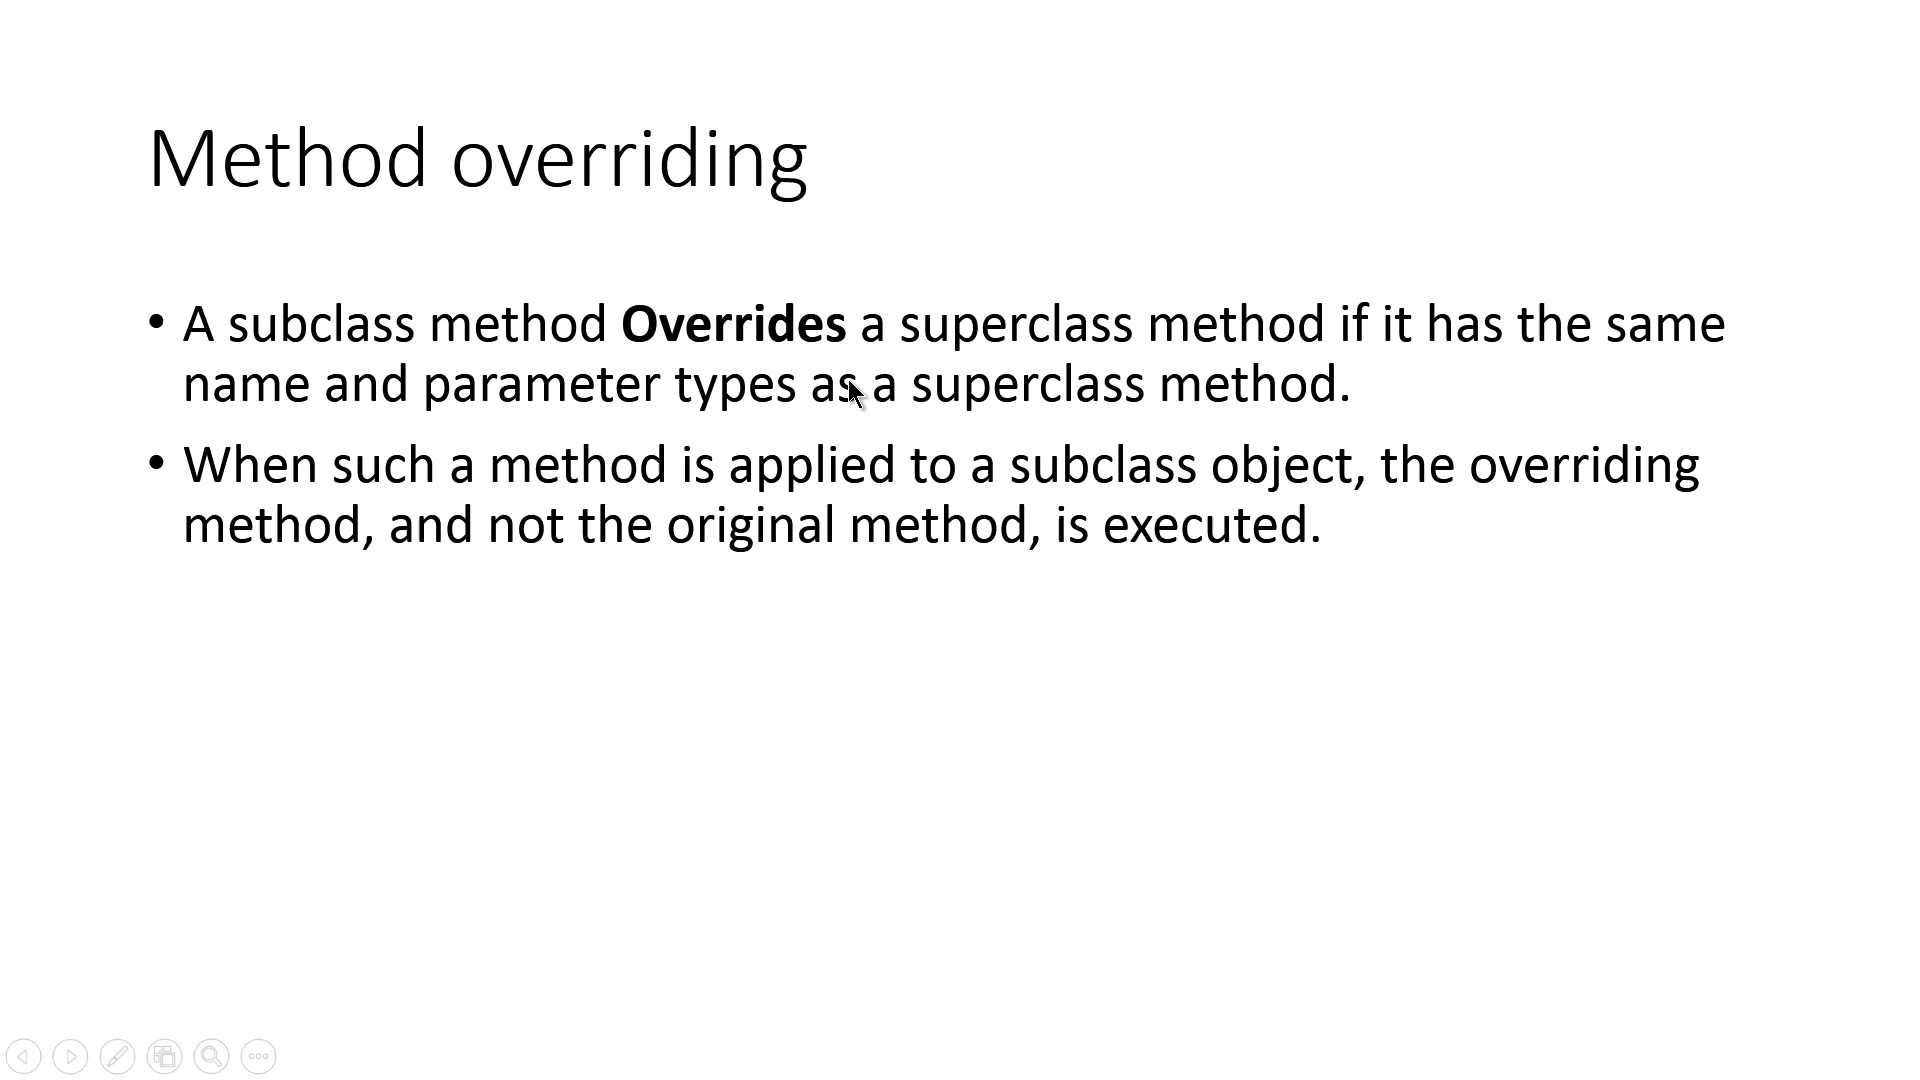 Method overriding
• A subclass method Overrides a superclass method if it has the same
name and parameter types as a superclass method.
• When such a method is applied to a subclass object, the overriding
method, and not the original method, is executed.